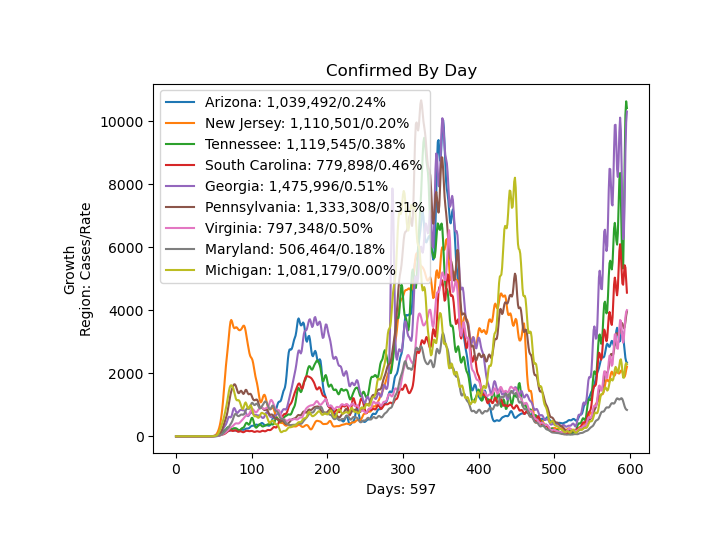 Confirmed By Day
Growth
Region: Cases/Rate
10000
8000
6000
4000
2000
0
Arizona: 1,039,492/0.24%
New Jersey: 1,110,501/0.20%
Tennessee: 1,119,545/0.38%
South Carolina: 779,898/0.46%
Georgia: 1,475,996/0.51%
Pennsylvania: 1,333,308/0.31%
Virginia: 797,348/0.50%
Maryland: 506,464/0.18%
Michigan: 1,081,179/0.00%
0 100 200 300 400 500 600
Days: 597